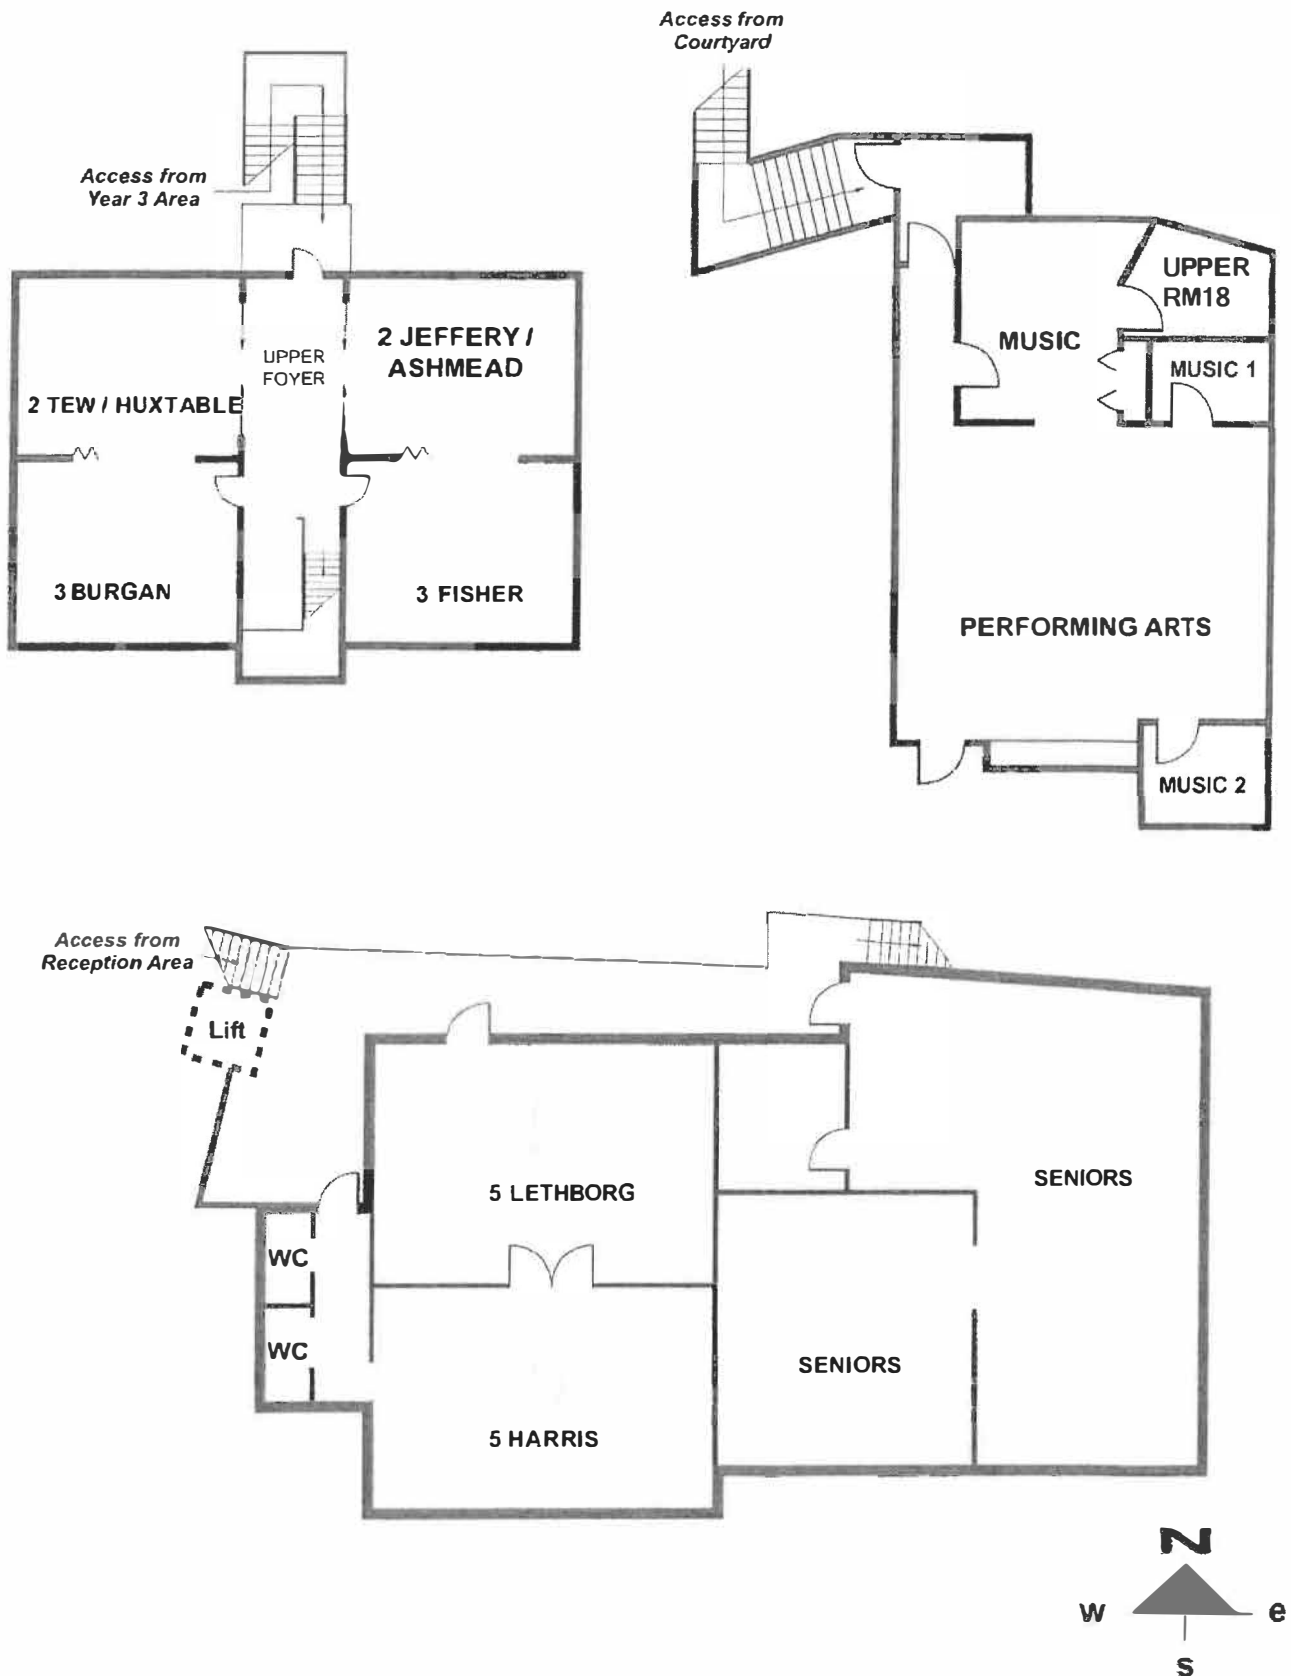 Access from
Courtyard
Access from
Year 3 Area
UPPER
FOYER
2 JEFFERY /
ASHMEAD
2 TEW / HUXTABLE
3 BURGAN
3 FISHER
UPPER
RM18
MUSIC
MUSIC 1
PERFORMING ARTS
MUSIC 2
Access from
Reception Area
Lift
5 LETHBORG
SENIORS
WC
WC
SENIORS
5 HARRIS
N
w
e
s